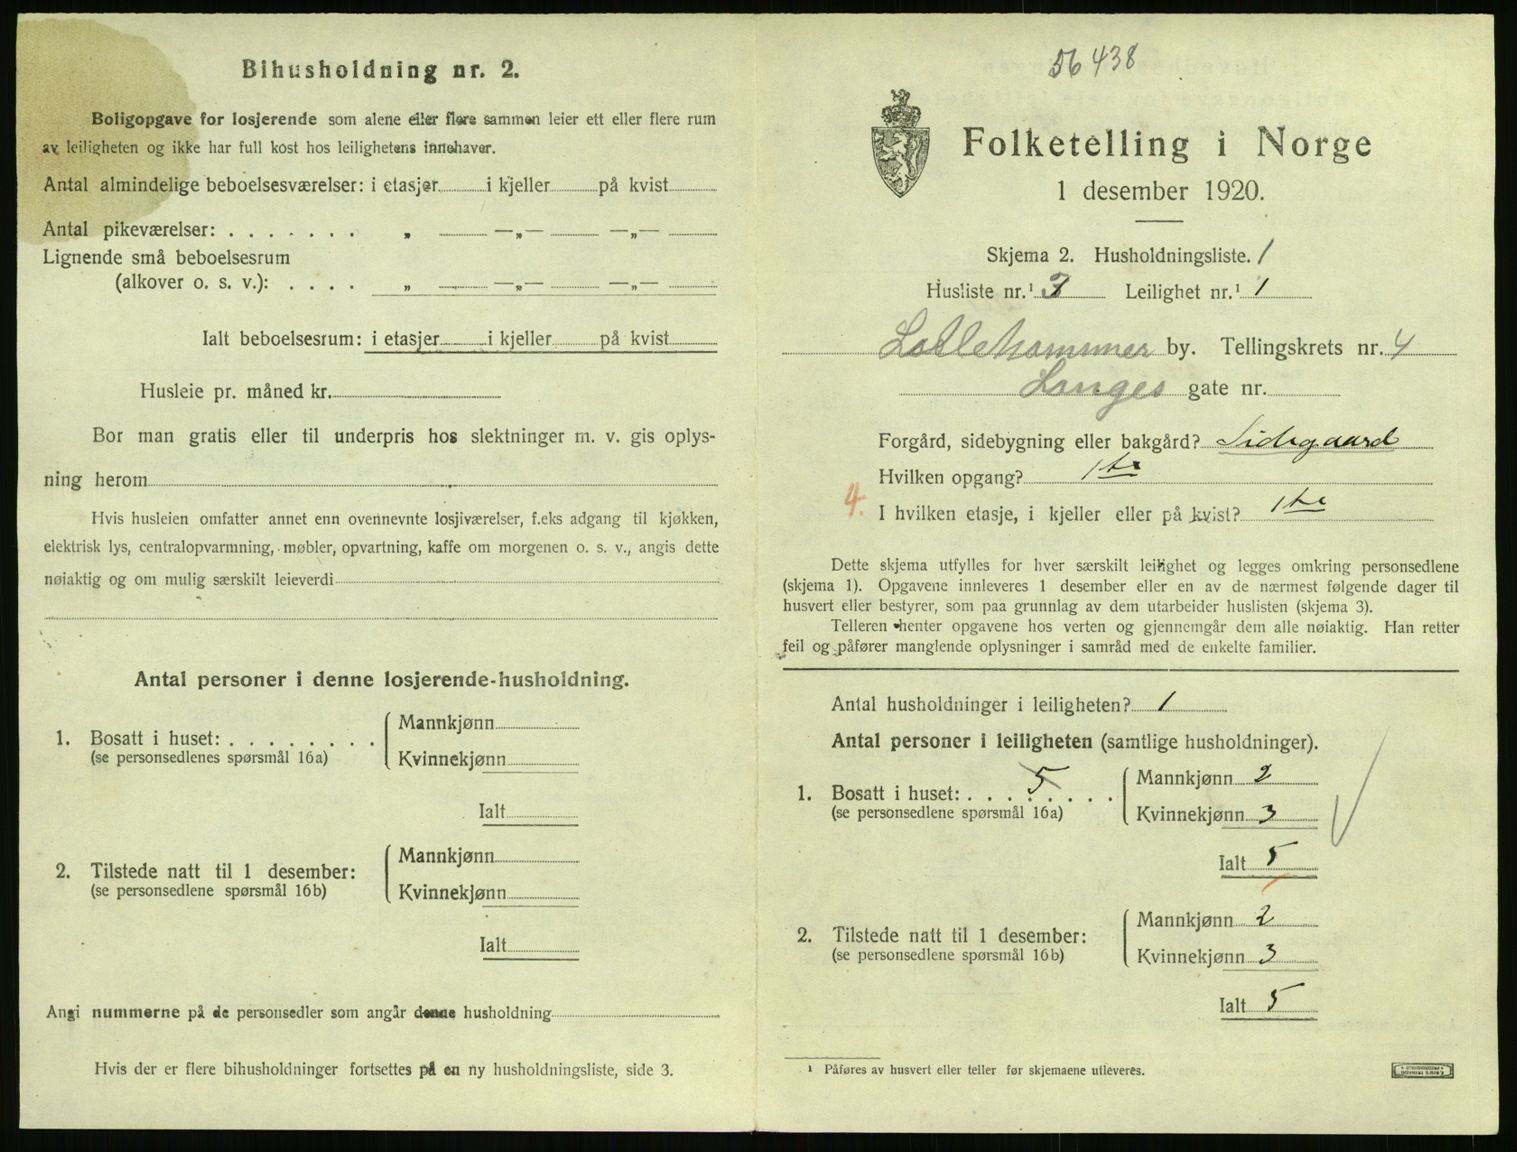 Bihusholdning nr. 2.
Boligopgave for losjerende som alene eller flere sammen leier ett eller flere rum
av leiligheten og ikke har full kost hos leilighetens innehaver.
Antal almindelige beboelsesværelser: i etasjer i kjeller på kvist
Antal pikeværelser: . . . . . . . „ —„— —„—
Lignende små beboelsesrum
(alkover o. s. v.): . . . . „ —„— —„—
Ialt beboelsesrum: i etasjer i kjeller på kvist
Husleie pr. måned kr.
Bor man gratis eller til underpris hos slektninger m. v. gis oplys-
ning herom
Hvis husleien omfatter annet enn ovennevnte losjiværelser, f.eks adgang til kjøkken,
elektrisk lys, centralopvarmning, møbler, opvartning, kaffe om morgenen o. s. v., angis dette
nøiaktig og om mulig særskilt leieverdi
Antal personer i denne losjerende-husholdning.
1. Bosatt i huset: . . . . . . . . Mannkjønn
(se personsedlenes spørsmål 16a) Kvinnekjønn
Ialt
2. Tilstede natt til 1 desember: Mannkjønn
(se personsedlene spørsmål 16b) Kvinnekjønn
Ialt
Angi nummerne på de personsedler som angår denne husholdning
Hvis der er flere bihusholdninger fortsettes på en ny husholdningsliste, side 3.
56438
Folketelling i Norge
1 desember 1920.
Skjema 2. Husholdningsliste. 1
Husliste nr.¹ 3 Leilighet nr.¹ 1
Lillehammer by. Tellingskrets nr. 4
Langes gate nr.
Forgård, sidebygning eller bakgård? Sidegaard
Hvilken opgang? 1ste
4. I hvilken etasje, i kjeller eller på kvist? 1ste
Dette skjema utfylles for hver særskilt leilighet og legges omkring personsedlene
(skjema 1). Opgavene innleveres 1 desember eller en av de nærmest følgende dager til
husvert eller bestyrer, som paa grunnlag av dem utarbeider huslisten (skjema 3).
Telleren henter opgavene hos verten og gjennemgår dem alle nøiaktig. Han retter
feil og påfører manglende oplysninger i samråd med de enkelte familier.
Antal husholdninger i leiligheten? 1
Antal personer i leiligheten (samtlige husholdninger).
1. Bosatt i huset: . . 5 . . . . Mannkjønn 2
(se personsedlene spørsmål 16a) Kvinnekjønn 3
Ialt 5
2. Tilstede natt til 1 desember: Mannkjønn 2
(se personsedlene spørsmål 16b) Kvinnekjønn 3
Ialt 5
¹ Påføres av husvert eller teller før skjemaene utleveres.